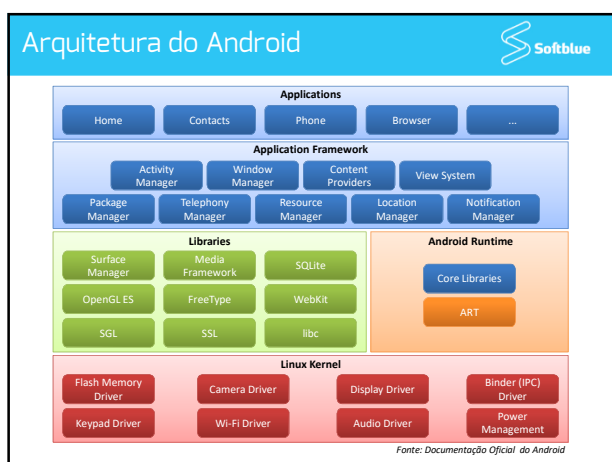 Arquitetura do Android
Softblue
Applications
Home
Contacts
Phone
Browser
...
Application Framework
Activity
Manager
Window
Manager
Content
Providers
View System
Package
Manager
Telephony
Manager
Resource
Manager
Location
Manager
Notification
Manager
Libraries
Surface
Manager
Media
Framework
SQLite
OpenGL ES
FreeType
WebKit
SGL
SSL
libc
Android Runtime
Core Libraries
ART
Linux Kernel
Flash Memory
Driver
Camera Driver
Display Driver
Binder (IPC)
Driver
Keypad Driver
Wi-Fi Driver
Audio Driver
Power
Management
Fonte: Documentação Oficial do Android